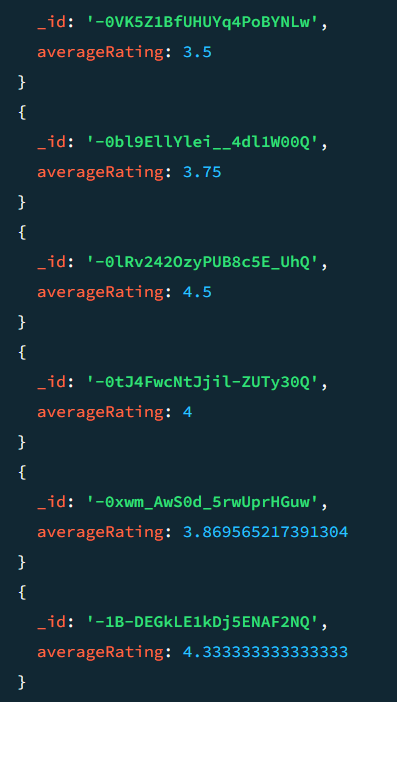 _id: '-0VK5Z1BfUHUYq4PoBYNLw',
averageRating: 3.5
}
{
_id: '-0bl9EllYlei__4dl1W00Q',
averageRating: 3.75
}
{
_id: '-0lRv242OzyPUB8c5E_UhQ',
averageRating: 4.5
}
{
_id: '-0tJ4FwcNtJjil-ZUTy30Q',
averageRating: 4
}
{
_id: '-0xwm_AwS0d_5rwUprHGuw',
averageRating: 3.869565217391304
}
{
_id: '-1B-DEGkLE1kDj5ENAF2NQ',
averageRating: 4.333333333333333
}